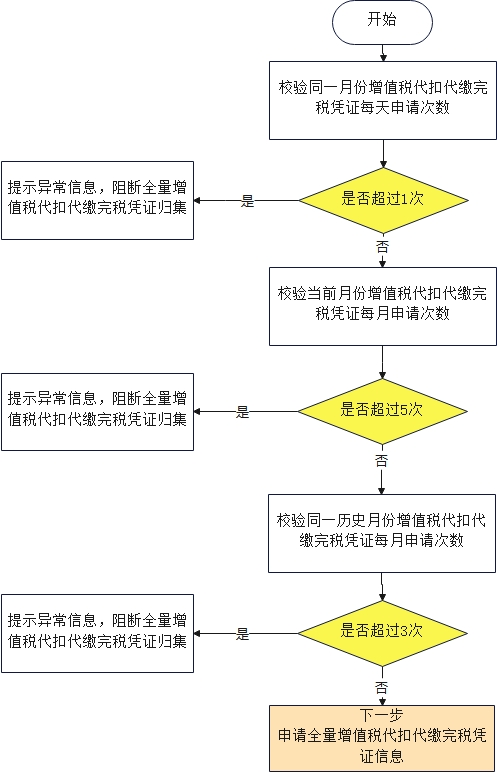 开始
校验同一月份增值税代扣代缴完
税凭证每天申请次数
提示异常信息，阻断全量增
值税代扣代缴完税凭证归集
是
是否超过1次
否
校验当前月份增值税代扣代缴完
税凭证每月申请次数
提示异常信息，阻断全量增
值税代扣代缴完税凭证归集
是
是否超过5次
否
校验同一历史月份增值税代扣代
缴完税凭证每月申请次数
提示异常信息，阻断全量增
值税代扣代缴完税凭证归集
是
是否超过3次
否
下一步
申请全量增值税代扣代缴完税凭
证信息